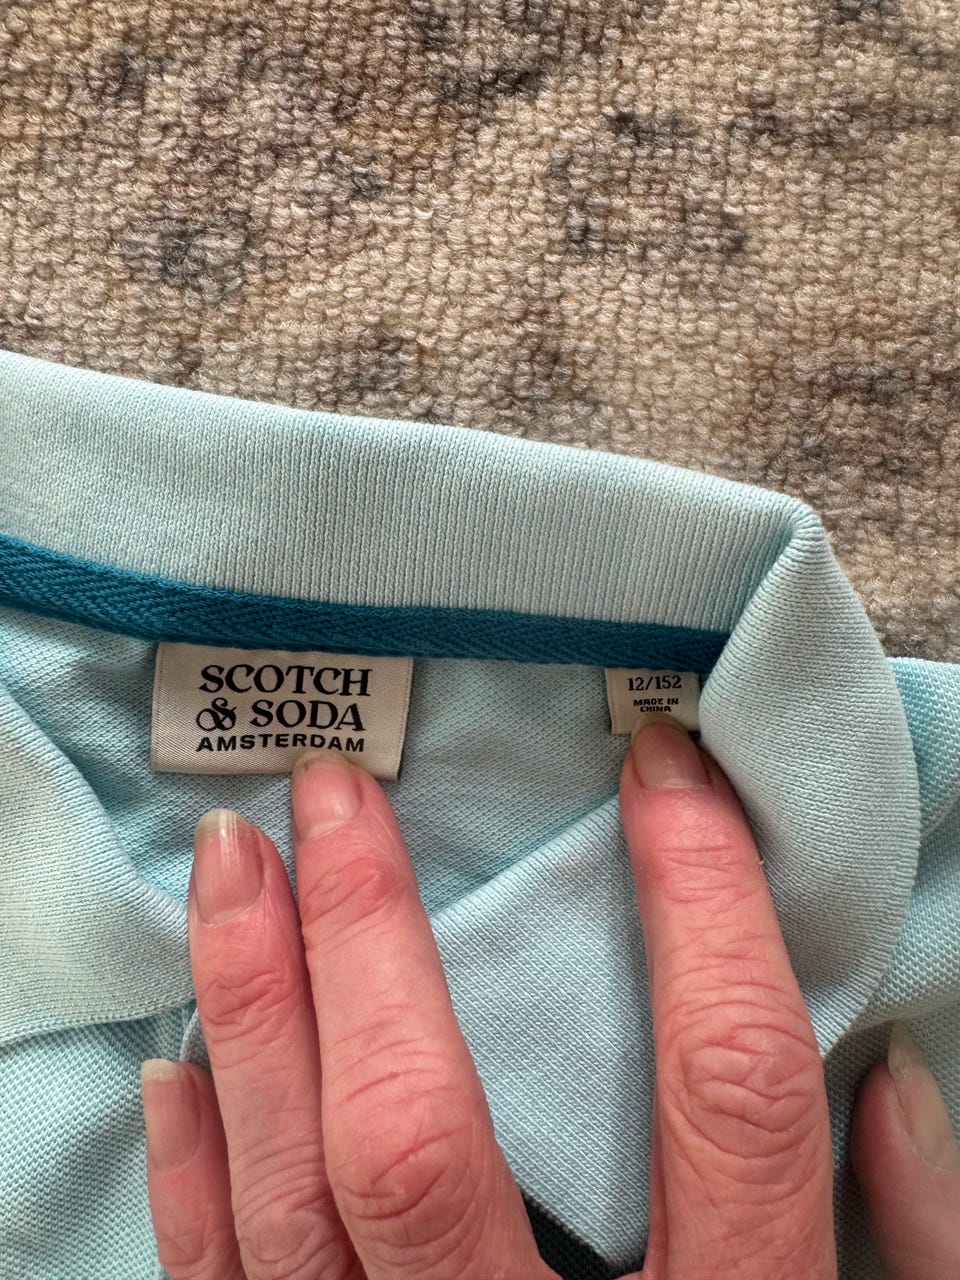 SCOTCH
& SODA
AMSTERDAM
12/152
MADE IN
CHINA